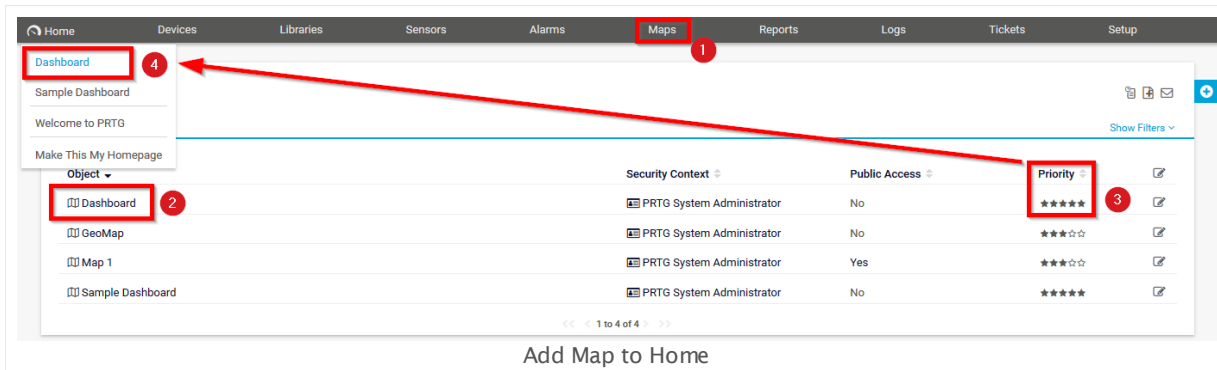 Home Devices Libraries Sensors Alarms Maps Reports Logs Tickets Setup
1
Dashboard
4
Sample Dashboard
Welcome to PRTG
Show Filters
Make This My Homepage
Object Security Context Public Access Priority
Dashboard PRTG System Administrator No
2
3
GeoMap PRTG System Administrator No
Map 1 PRTG System Administrator Yes
Sample Dashboard PRTG System Administrator No
<< < 1 to 4 of 4 > >>
Add Map to Home